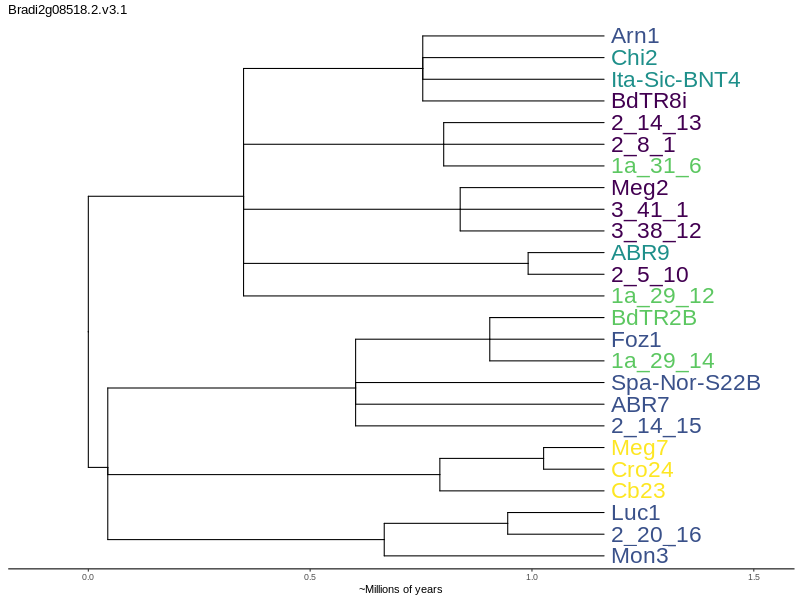 Bradi2g08518.2.v3.1
Arn1
Chi2
Ita-Sic-BNT4
BdTR8i
2_14_13
2_8_1
1a_31_6
Meg2
3_41_1
3_38_12
ABR9
2_5_10
1a_29_12
BdTR2B
Foz1
1a_29_14
Spa-Nor-S22B
ABR7
2_14_15
Meg7
Cro24
Cb23
Luc1
2_20_16
Mon3
0.0 0.5 1.0 1.5
~Millions of years